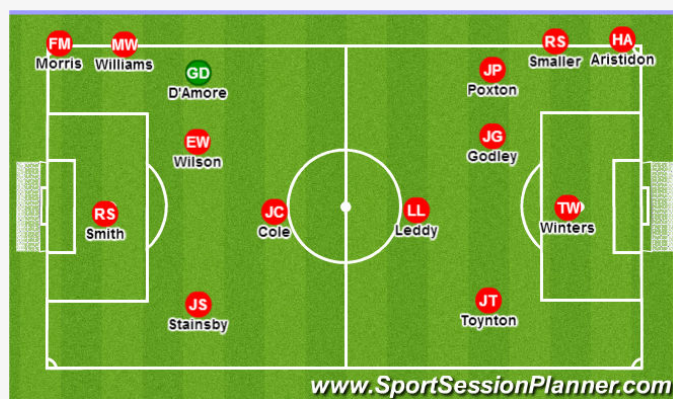 FM
Morris
MW
Williams
GD
D'Amore
EW
Wilson
RS
Smith
JC
Cole
JS
Stainsby
RS
Smaller
HA
Aristidon
JP
Poxton
JG
Godley
LL
Leddy
TW
Winters
JT
Toynton
www.SportSessionPlanner.com